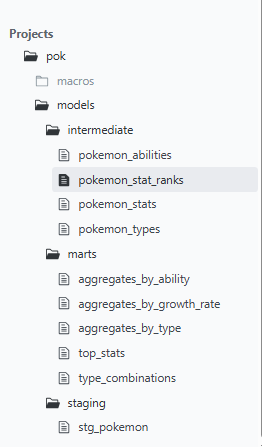 Projects
pok
macros
models
intermediate
pokemon_abilities
pokemon_stat_ranks
pokemon_stats
pokemon_types
marts
aggregates_by_ability
aggregates_by_growth_rate
aggregates_by_type
top_stats
type_combinations
staging
stg_pokemon